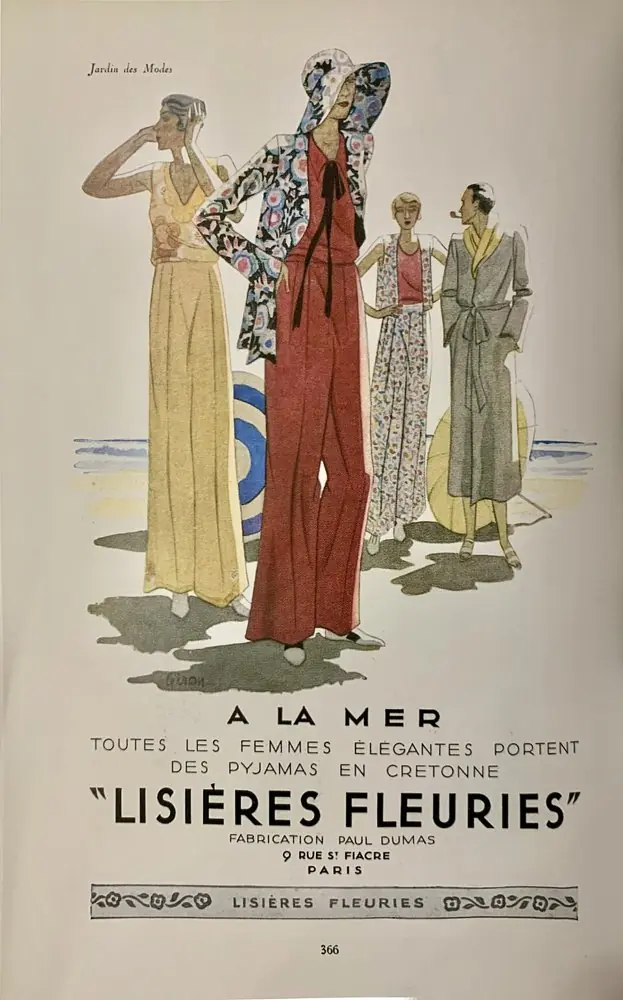 Jardin des Modes
Giron
A LA MER
TOUTES LES FEMMES ÉLÉGANTES PORTENT
DES PYJAMAS EN CRETONNE
"LISIÈRES FLEURIES"
FABRICATION PAUL DUMAS
9 RUE ST FIACRE
PARIS
LISIÈRES FLEURIES
366